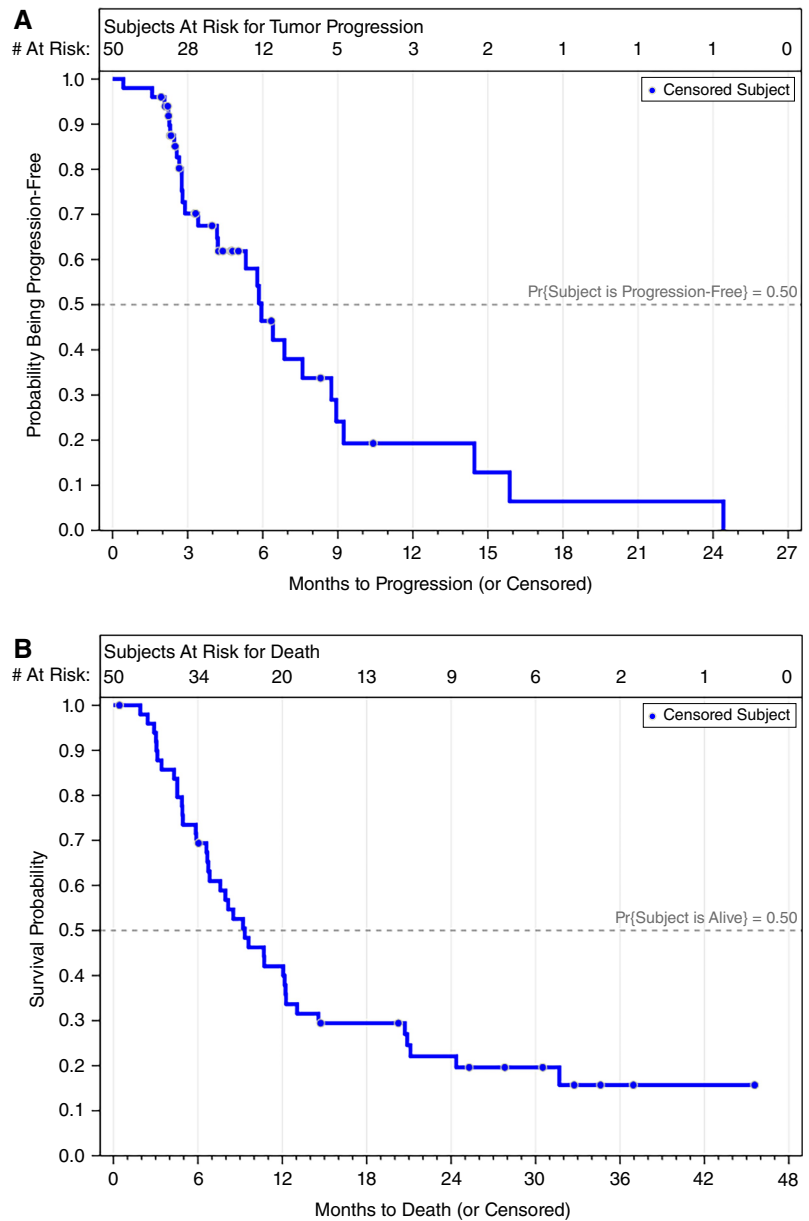 A
Subjects At Risk for Tumor Progression
# At Risk: 50 28 12 5 3 2 1 1 1 0
Censored Subject
1.0
0.9
0.8
0.7
0.6
0.5
0.4
0.3
0.2
0.1
0.0
Probability Being Progression-Free
Pr{Subject is Progression-Free} = 0.50
0 3 6 9 12 15 18 21 24 27
Months to Progression (or Censored)
B
Subjects At Risk for Death
# At Risk: 50 34 20 13 9 6 2 1 0
Censored Subject
1.0
0.9
0.8
0.7
0.6
0.5
0.4
0.3
0.2
0.1
0.0
Survival Probability
Pr{Subject is Alive} = 0.50
0 6 12 18 24 30 36 42 48
Months to Death (or Censored)